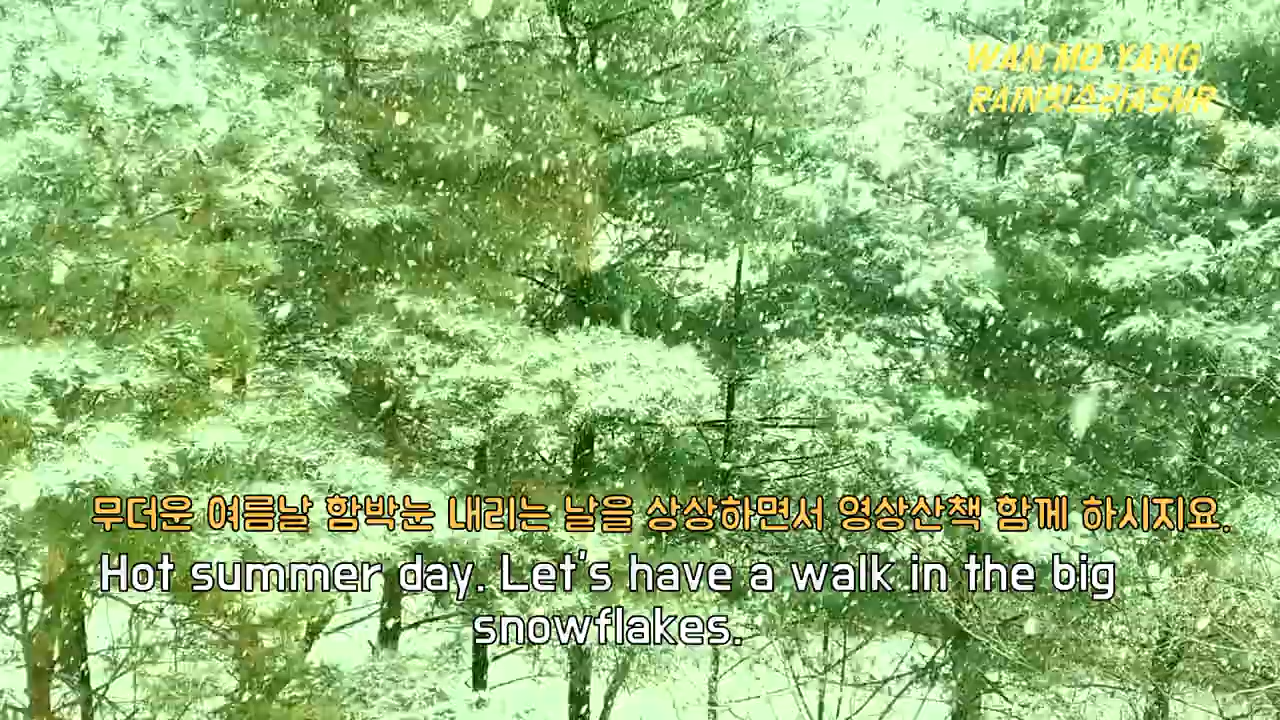 WAN MO YANG
RAIN빗소리ASMR
무더운 여름날 함박눈 내리는 날을 상상하면서 영상산책 함께 하시지요.
Hot summer day. Let's have a walk in the big
snowflakes.